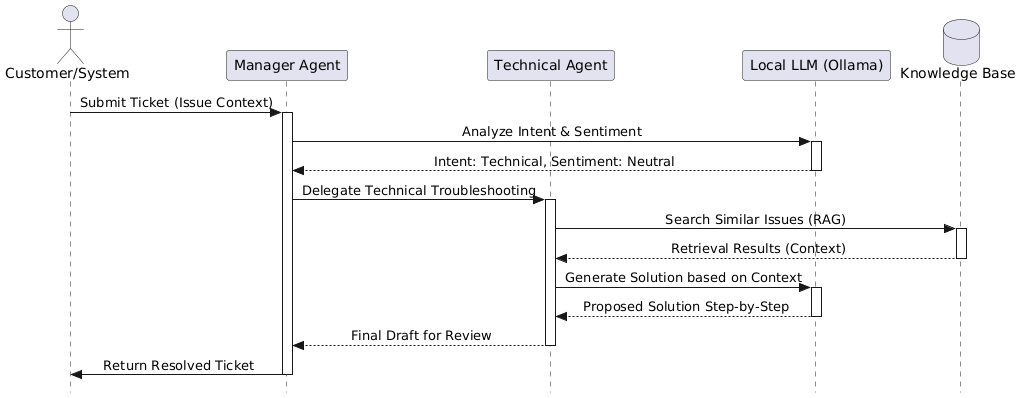 Customer/System
Manager Agent
Technical Agent
Local LLM (Ollama)
Knowledge Base
Submit Ticket (Issue Context)
Analyze Intent & Sentiment
Intent: Technical, Sentiment: Neutral
Delegate Technical Troubleshooting
Search Similar Issues (RAG)
Retrieval Results (Context)
Generate Solution based on Context
Proposed Solution Step-by-Step
Final Draft for Review
Return Resolved Ticket